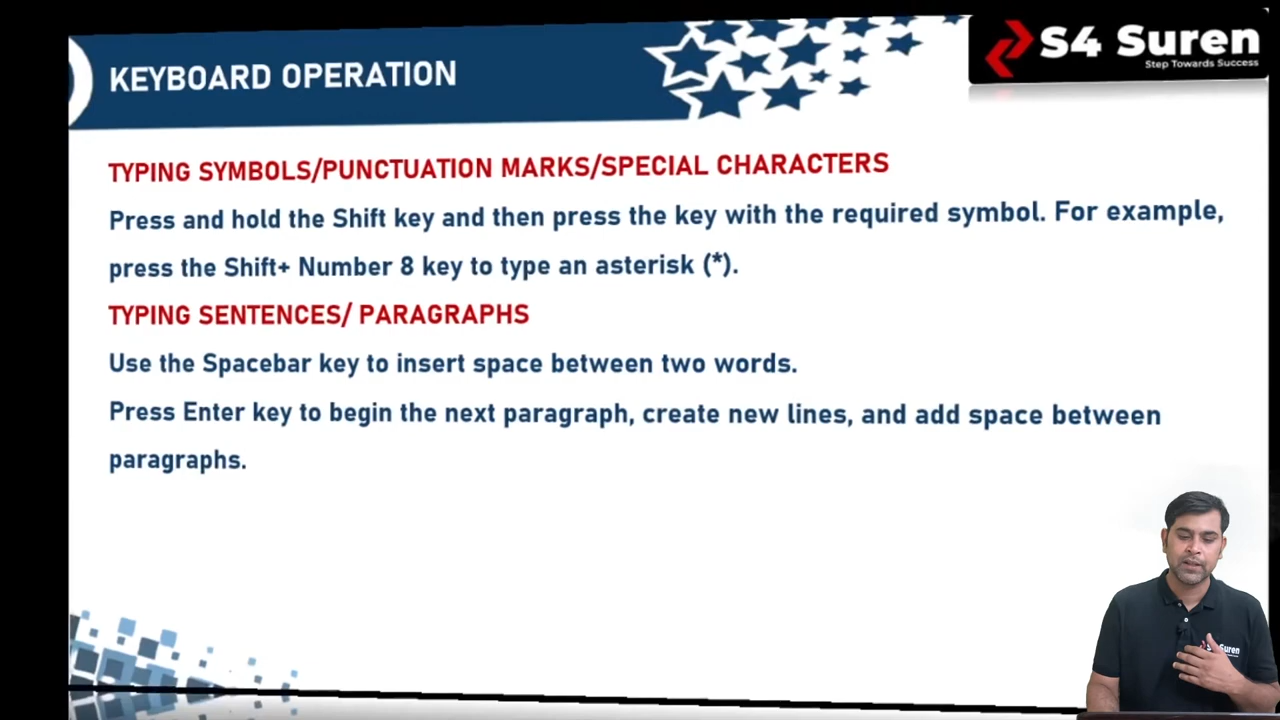 KEYBOARD OPERATION
S4 Suren
Step Towards Success
TYPING SYMBOLS/PUNCTUATION MARKS/SPECIAL CHARACTERS
Press and hold the Shift key and then press the key with the required symbol. For example,
press the Shift+ Number 8 key to type an asterisk (*).
TYPING SENTENCES/ PARAGRAPHS
Use the Spacebar key to insert space between two words.
Press Enter key to begin the next paragraph, create new lines, and add space between
paragraphs.
Suren